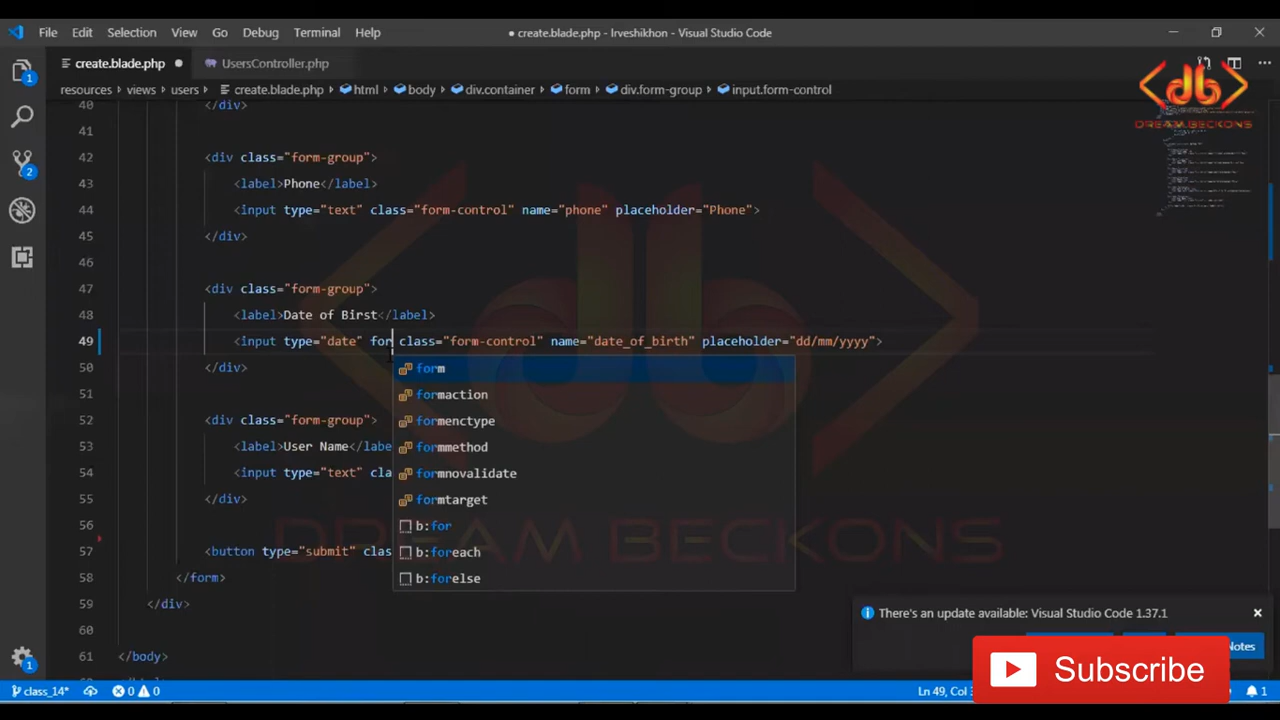 File Edit Selection View Go Debug Terminal Help
● create.blade.php - Irveshikhon - Visual Studio Code
create.blade.php ●
UsersController.php
resources views users create.blade.php html body div.container form div.form-group input.form-control
DREAM BECKONS
40 </div>
41
42 <div class="form-group">
43 <label>Phone</label>
44 <input type="text" class="form-control" name="phone" placeholder="Phone">
45 </div>
46
47 <div class="form-group">
48 <label>Date of Birst</label>
49 <input type="date" for class="form-control" name="date_of_birth" placeholder="dd/mm/yyyy">
50 </div>
form
51
formaction
formenctype
52 <div class="form-group">
53 <label>User Name</labe
formmethod
54 <input type="text" cla
formnovalidate
55 </div>
formtarget
56
b:for
57 <button type="submit" clas
b:foreach
58 </form>
b:forelse
59 </div>
60
61 </body>
DREAM BECKONS
There's an update available: Visual Studio Code 1.37.1
Notes
Subscribe
class_14*
0 0
Ln 49, Col
1
1
2
1